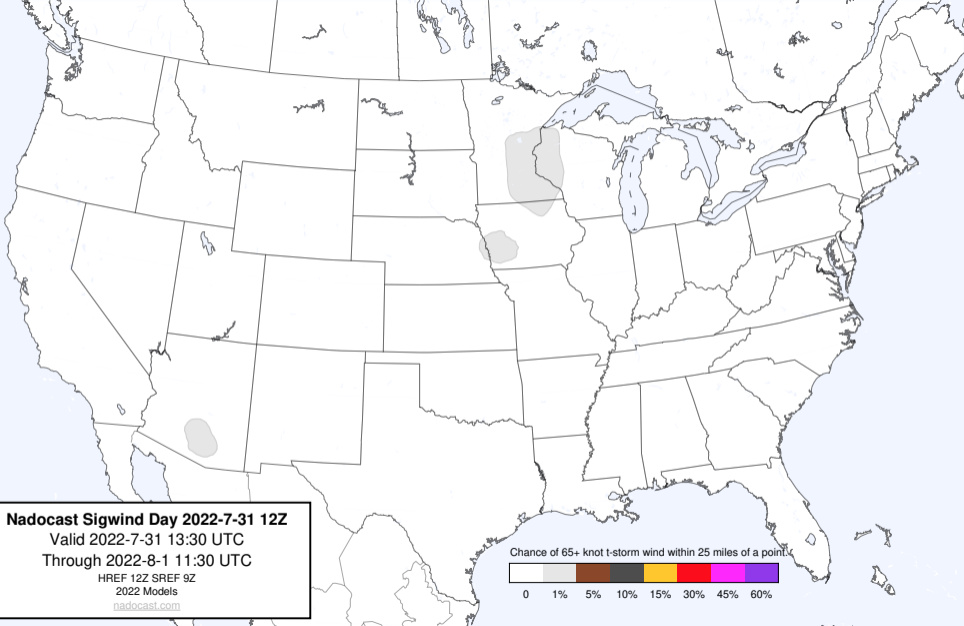 Nadocast Sigwind Day 2022-7-31 12Z
Valid 2022-7-31 13:30 UTC
Through 2022-8-1 11:30 UTC
HREF 12Z SREF 9Z
2022 Models
nadocast.com
Chance of 65+ knot t-storm wind within 25 miles of a point.
0 1% 5% 10% 15% 30% 45% 60%